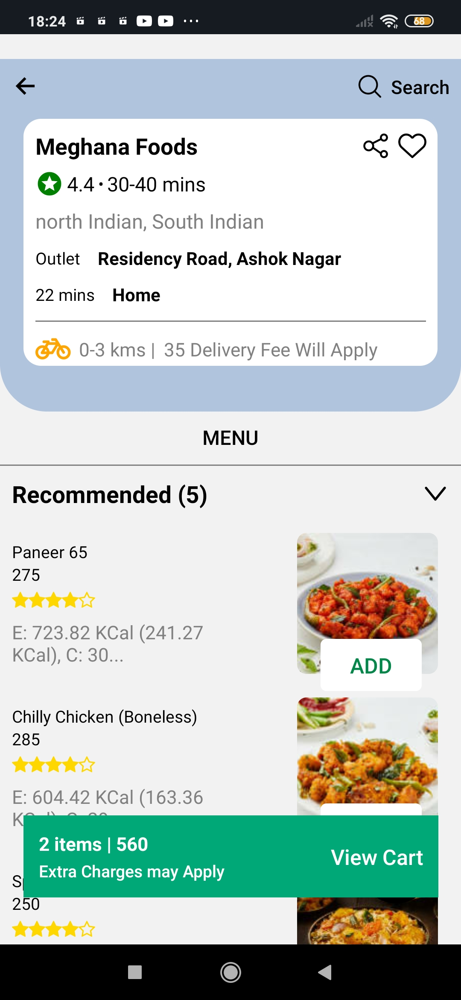 18:24
68
Search
Meghana Foods
4.4 • 30-40 mins
north Indian, South Indian
Outlet Residency Road, Ashok Nagar
22 mins Home
0-3 kms | 35 Delivery Fee Will Apply
MENU
Recommended (5)
Paneer 65
275
E: 723.82 KCal (241.27
KCal), C: 30...
ADD
Chilly Chicken (Boneless)
285
E: 604.42 KCal (163.36
2 items | 560
Extra Charges may Apply
View Cart
250